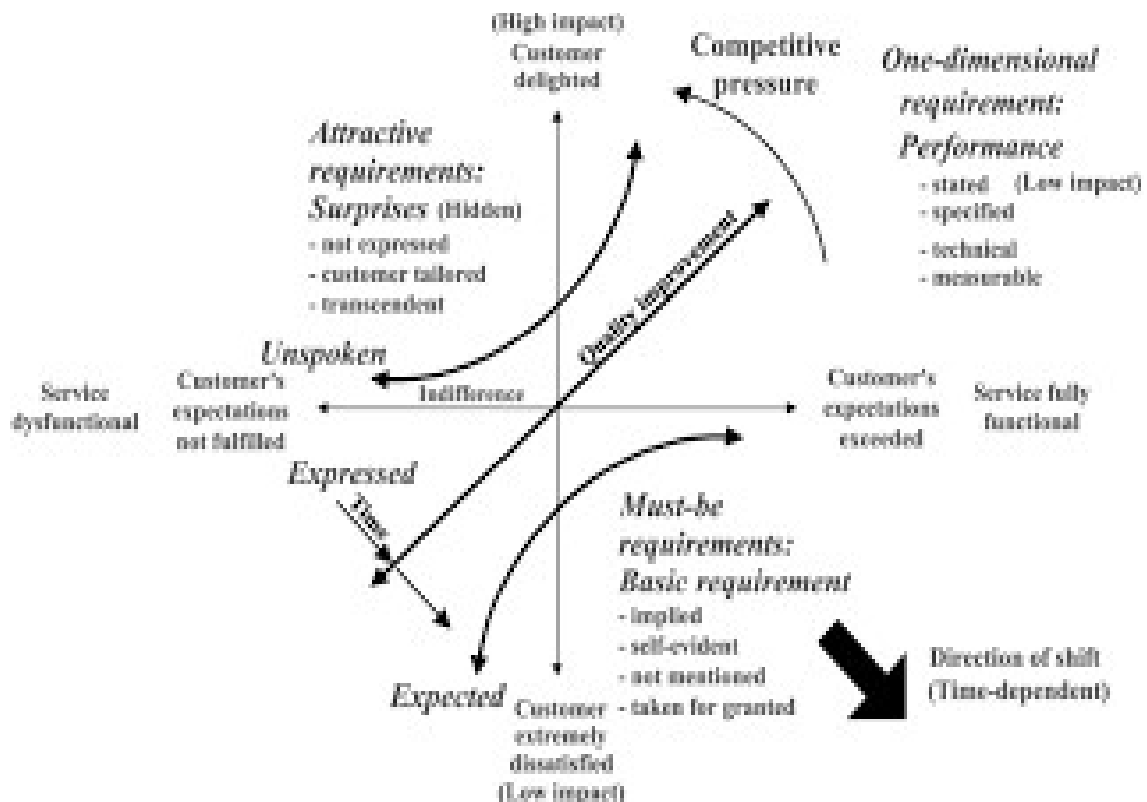 (High impact)
Customer
delighted
Competitive
pressure
One-dimensional
requirement:
Performance
- stated (Low impact)
- specified
- technical
- measurable
Attractive
requirements:
Surprises (Hidden)
- not expressed
- customer tailored
- transcendent
Quality improvement
Unspoken
Service
dysfunctional
Customer's
expectations
not fulfilled
Indifference
Customer's
expectations
exceeded
Service fully
functional
Expressed
Time
Must-be
requirements:
Basic requirement
- implied
- self-evident
- not mentioned
- taken for granted
Expected
Customer
extremely
dissatisfied
(Low impact)
Direction of shift
(Time-dependent)